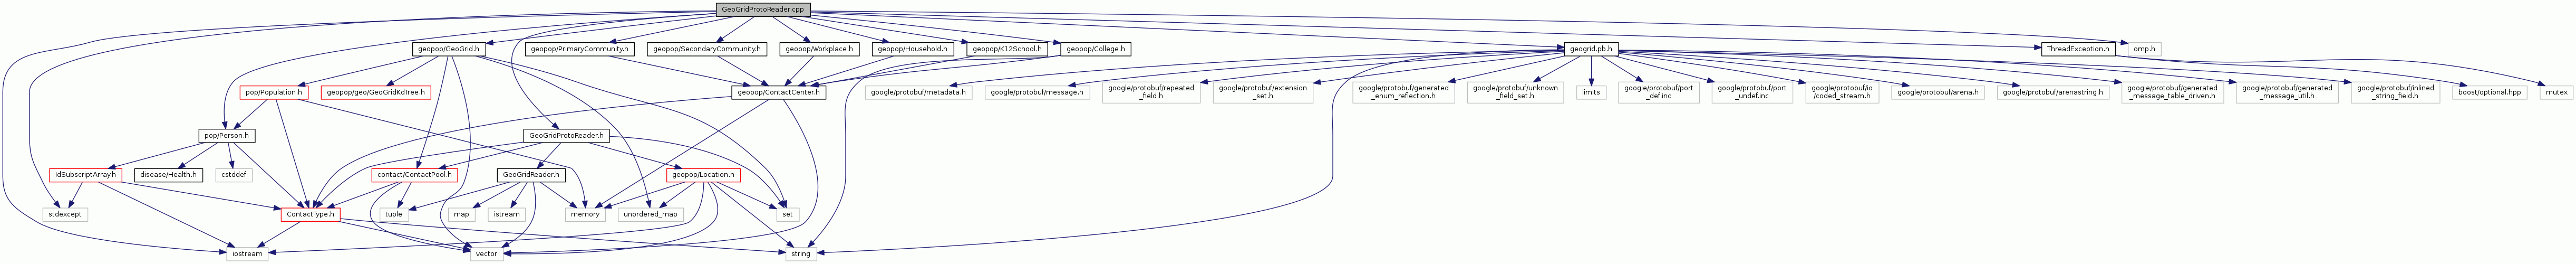 GeoGridProtoReader.cpp
geopop/GeoGrid.h
geopop/PrimaryCommunity.h
geopop/SecondaryCommunity.h
geopop/Workplace.h
geopop/Household.h
geopop/K12School.h
geopop/College.h
geogrid.pb.h
ThreadException.h
omp.h
pop/Population.h
geopop/geo/GeoGridKdTree.h
geopop/ContactCenter.h
google/protobuf/metadata.h
google/protobuf/message.h
google/protobuf/repeated
_field.h
google/protobuf/extension
_set.h
google/protobuf/generated
_enum_reflection.h
google/protobuf/unknown
_field_set.h
limits
google/protobuf/port
_def.inc
google/protobuf/port
_undef.inc
google/protobuf/io
/coded_stream.h
google/protobuf/arena.h
google/protobuf/arenastring.h
google/protobuf/generated
_message_table_driven.h
google/protobuf/generated
_message_util.h
google/protobuf/inlined
_string_field.h
boost/optional.hpp
mutex
pop/Person.h
GeoGridProtoReader.h
IdSubscriptArray.h
disease/Health.h
cstddef
contact/ContactPool.h
GeoGridReader.h
geopop/Location.h
stdexcept
ContactType.h
tuple
map
istream
memory
unordered_map
set
iostream
vector
string